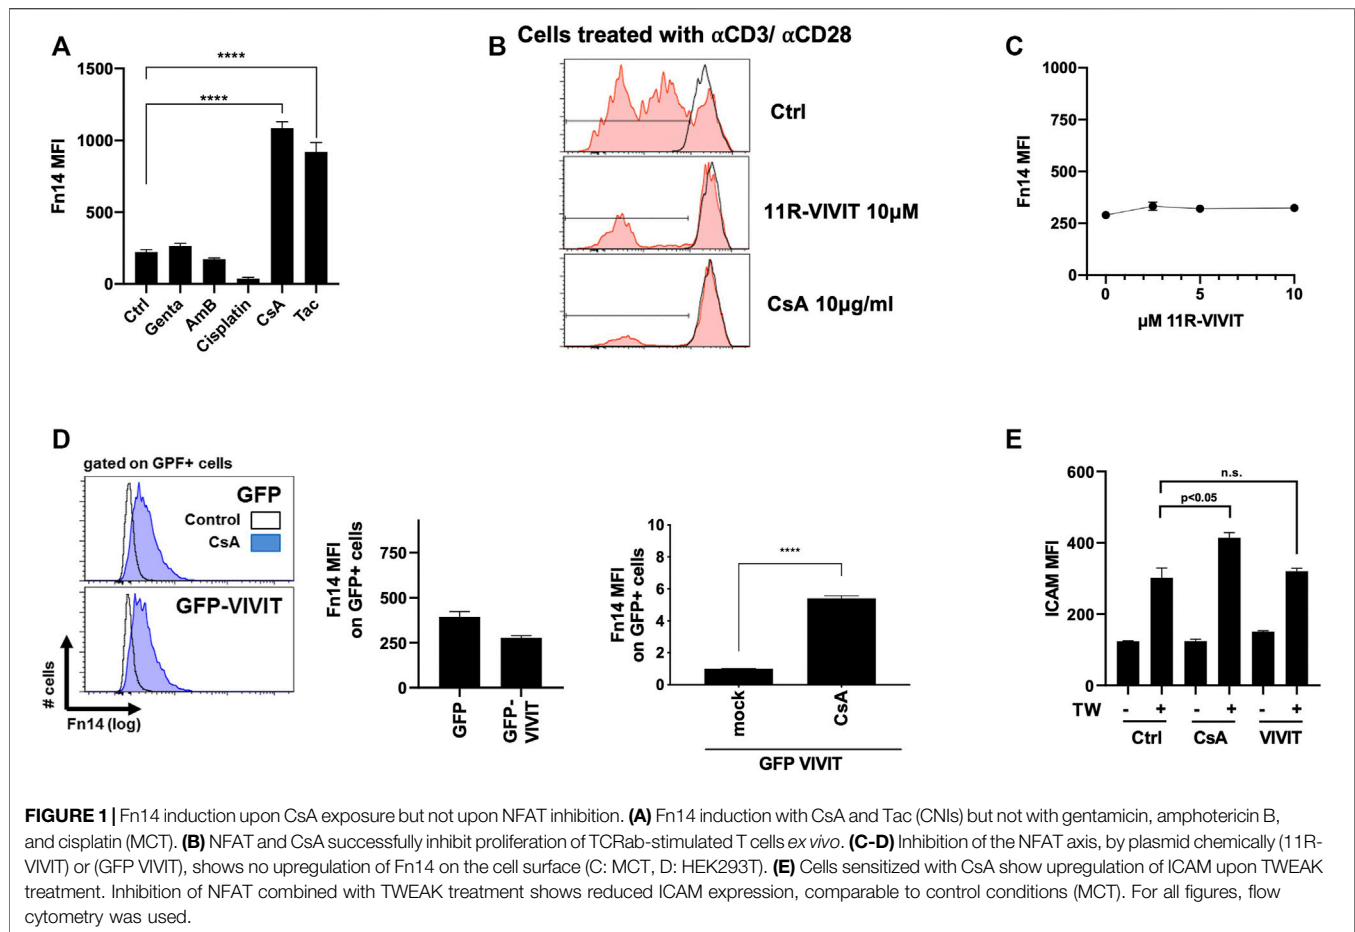 A
1500
1000
500
0
Fn14 MFI
****
****
Ctrl
Genta
AmB
Cisplatin
CsA
Tac
B
Cells treated with αCD3/ αCD28
Ctrl
11R-VIVIT 10µM
CsA 10µg/ml
C
1000
750
500
250
0
Fn14 MFI
0
5
10
µM 11R-VIVIT
D
gated on GPF+ cells
GFP
Control
CsA
GFP-VIVIT
# cells
Fn14 (log)
750
500
250
0
Fn14 MFI
on GFP+ cells
GFP
GFP-
VIVIT
10
8
6
4
2
0
Fn14 MFI
on GFP+ cells
****
mock
CsA
GFP VIVIT
E
600
400
200
0
ICAM MFI
n.s.
p<0.05
TW - + - + - +
Ctrl CsA VIVIT
FIGURE 1 | Fn14 induction upon CsA exposure but not upon NFAT inhibition. (A) Fn14 induction with CsA and Tac (CNIs) but not with gentamicin, amphotericin B,
and cisplatin (MCT). (B) NFAT and CsA successfully inhibit proliferation of TCRab-stimulated T cells ex vivo. (C-D) Inhibition of the NFAT axis, by plasmid chemically (11R-
VIVIT) or (GFP VIVIT), shows no upregulation of Fn14 on the cell surface (C: MCT, D: HEK293T). (E) Cells sensitized with CsA show upregulation of ICAM upon TWEAK
treatment. Inhibition of NFAT combined with TWEAK treatment shows reduced ICAM expression, comparable to control conditions (MCT). For all figures, flow
cytometry was used.